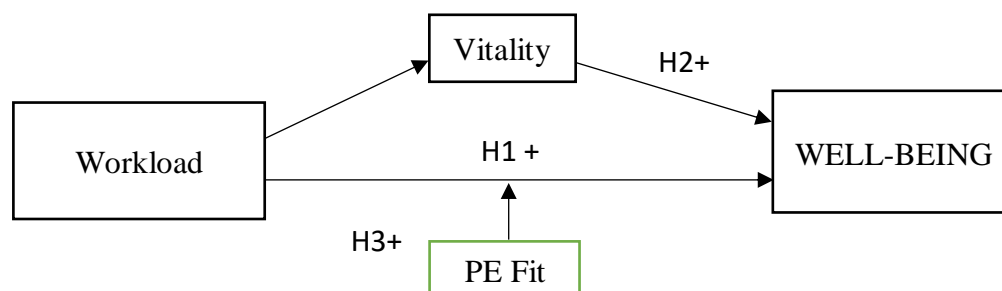 Vitality
H2+
Workload
H1 +
WELL-BEING
H3+
PE Fit